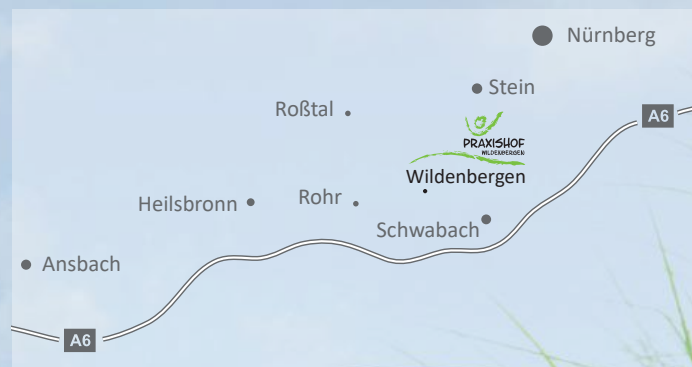 Nürnberg
Stein
Roßtal
A6
PRAXISHOF
WILDENBERGEN
Wildenbergen
Heilsbronn
Rohr
Schwabach
Ansbach
A6